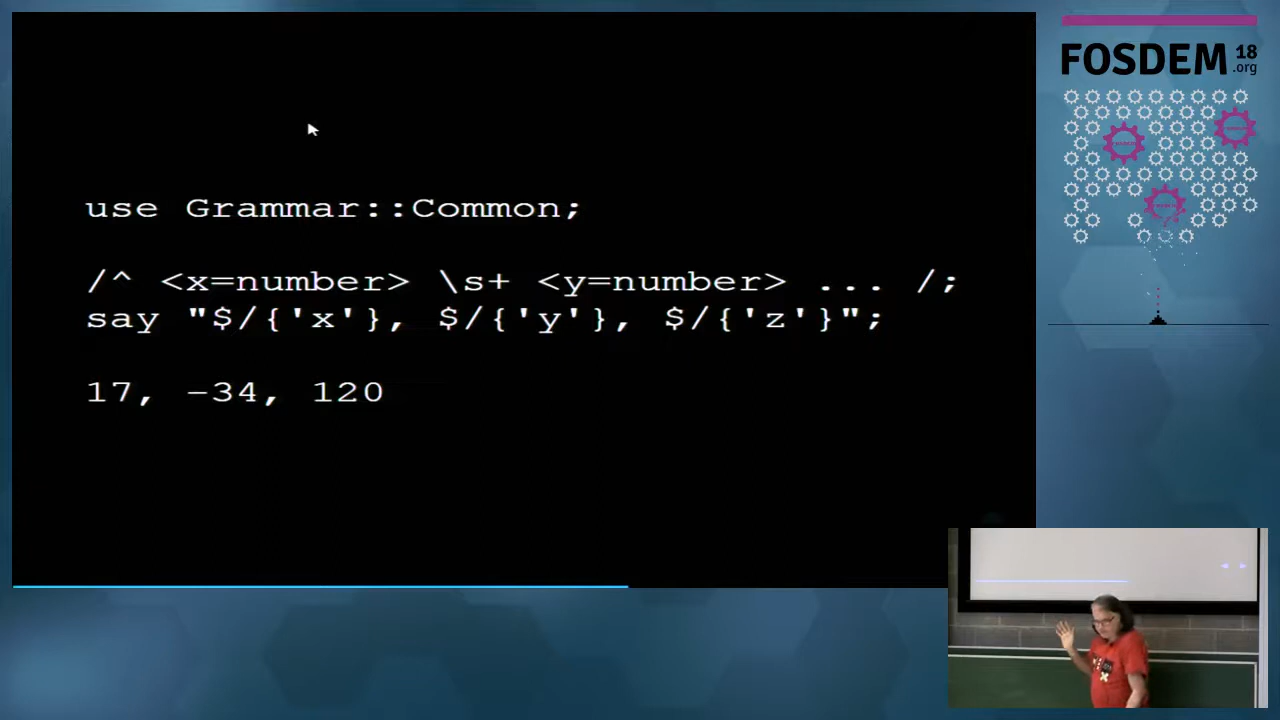 use Grammar::Common;
/^ <x=number> \s+ <y=number> ... /;
say "$/{'x'}, $/{'y'}, $/{'z'}";
17, -34, 120
FOSDEM 18
.org